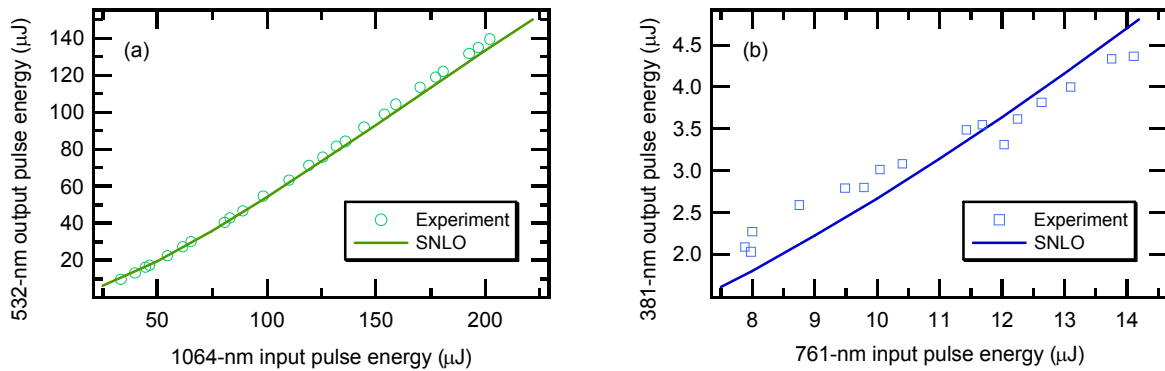 (a)
532-nm output pulse energy (μJ)
140
120
100
80
60
40
20
50
100
150
200
1064-nm input pulse energy (μJ)
Experiment
SNLO
(b)
381-nm output pulse energy (μJ)
4.5
4.0
3.5
3.0
2.5
2.0
8
9
10
11
12
13
14
761-nm input pulse energy (μJ)
Experiment
SNLO